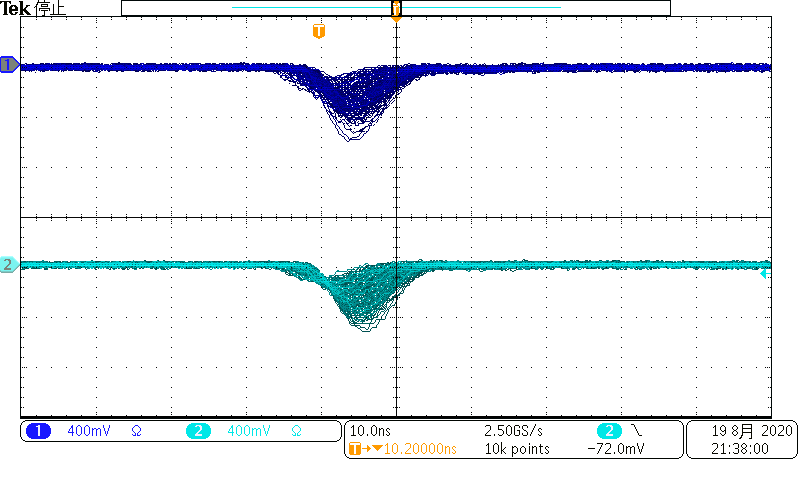 Tek 停止
T
1
2
1 400mV Ω 2 400mV Ω
10.0ns 2.50GS/s 2
T→▼10.20000ns 10k points −72.0mV
19 8月 2020
21:38:00